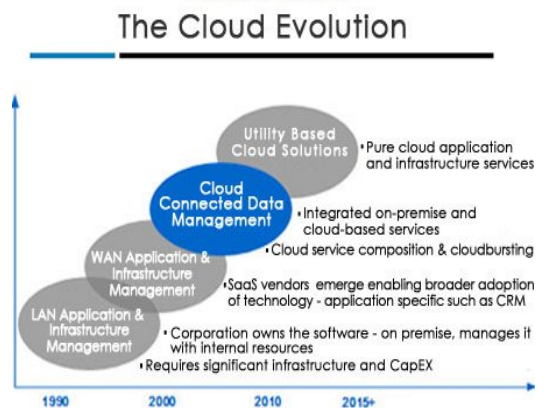 The Cloud Evolution
Utility Based
Cloud Solutions
• Pure cloud application
and infrastructure services
Cloud
Connected Data
Management
• Integrated on-premise and
cloud-based services
• Cloud service composition & cloudbursting
WAN Application &
Infrastructure
Management
• SaaS vendors emerge enabling broader adoption
of technology - application specific such as CRM
LAN Application &
Infrastructure
Management
• Corporation owns the software - on premise, manages it
with internal resources
• Requires significant infrastructure and CapEX
1990 2000 2010 2015+